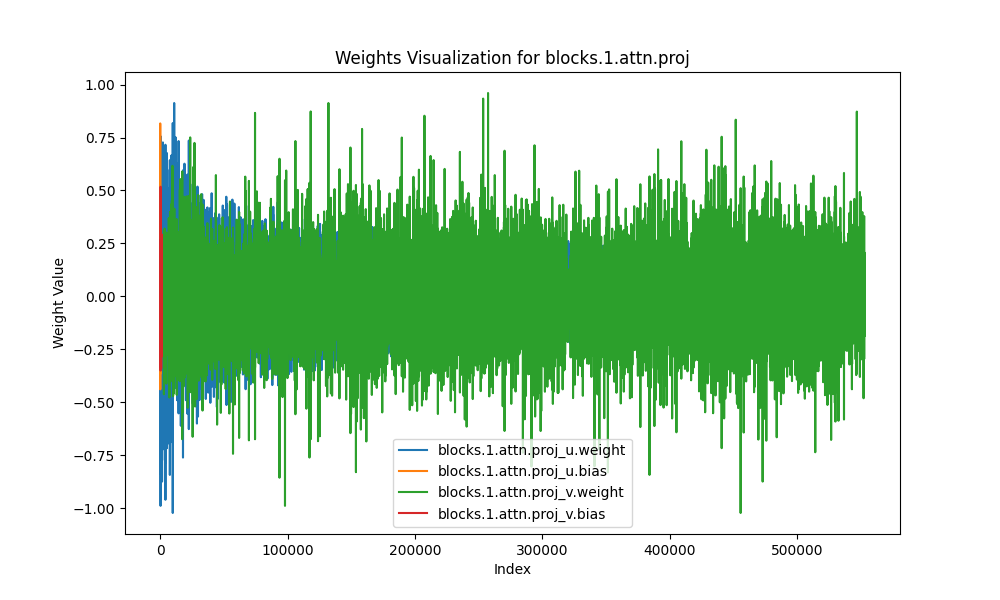 Weights Visualization for blocks.1.attn.proj
1.00
0.75
0.50
0.25
0.00
−0.25
−0.50
−0.75
−1.00
Weight Value
blocks.1.attn.proj_u.weight
blocks.1.attn.proj_u.bias
blocks.1.attn.proj_v.weight
blocks.1.attn.proj_v.bias
0 100000 200000 300000 400000 500000
Index